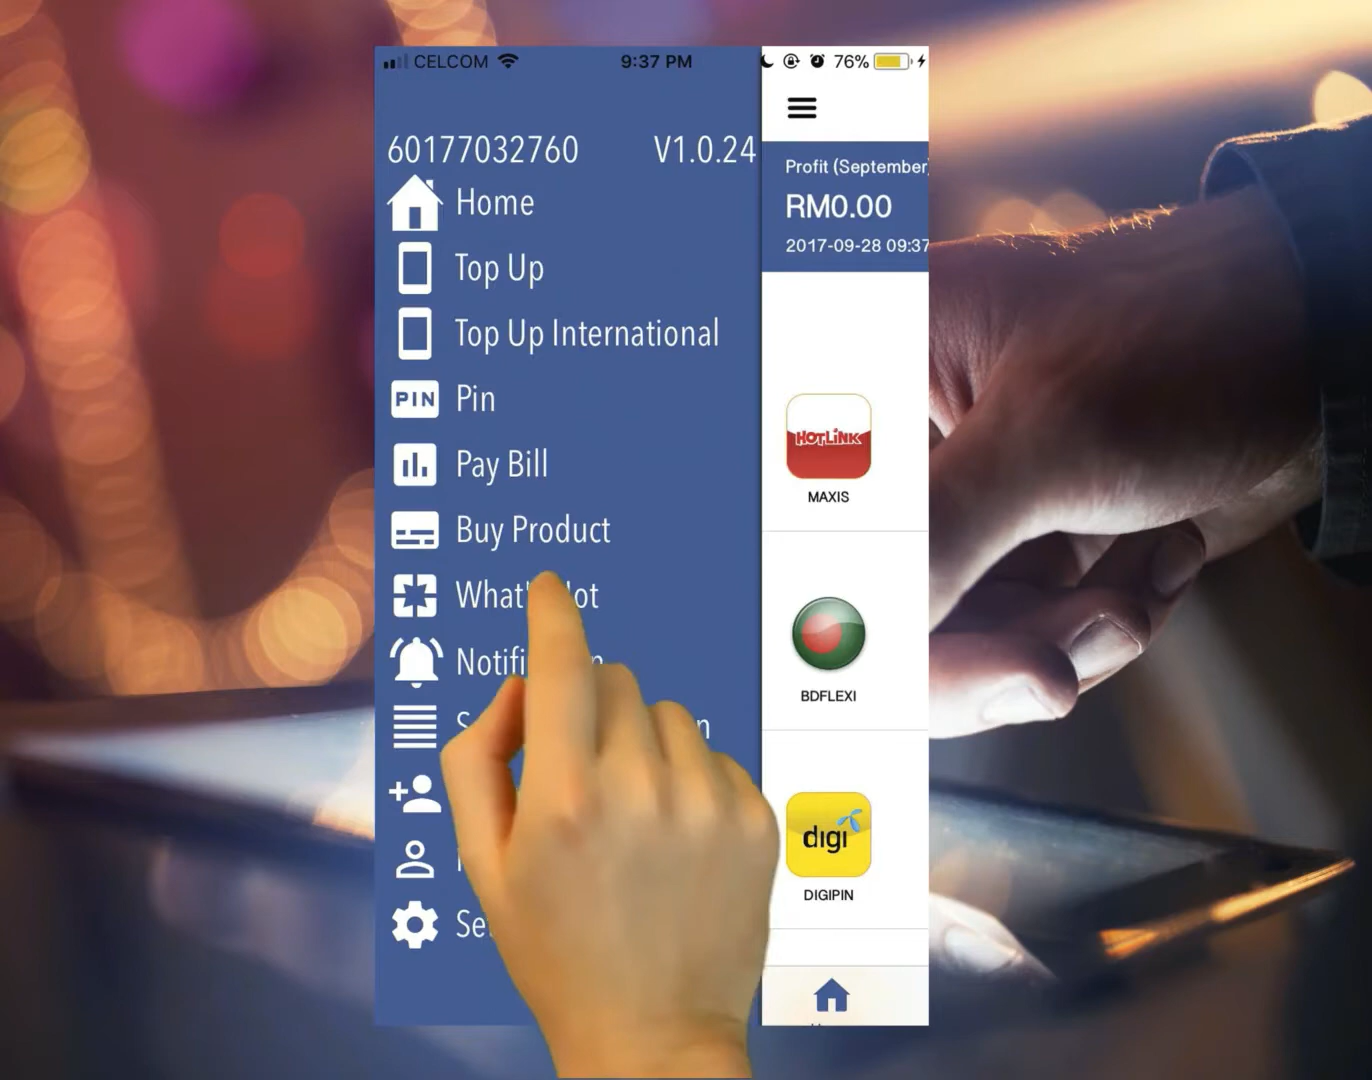 CELCOM 9:37 PM 76%
60177032760 V1.0.24
Home
Top Up
Top Up International
PIN Pin
Pay Bill
Buy Product
Profit (September)
RM0.00
2017-09-28 09:37
HOTLINK
MAXIS
BDFLEXI
digi
DIGIPIN